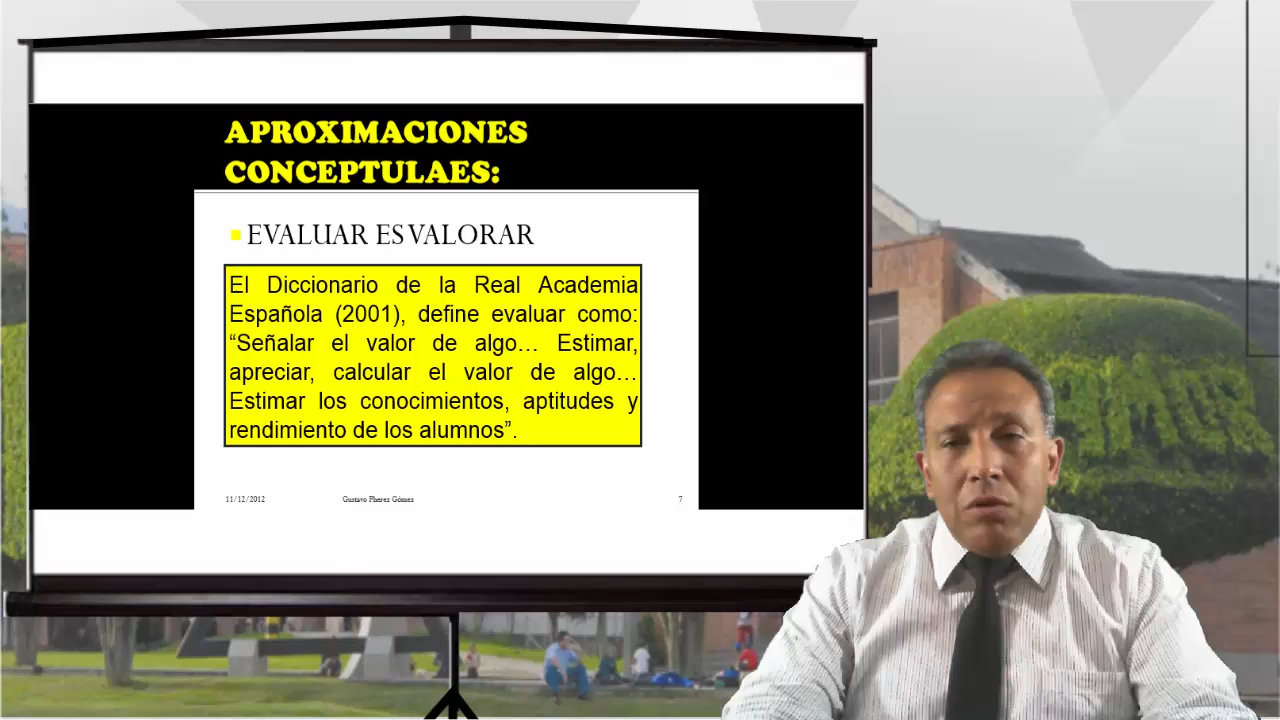 APROXIMACIONES
CONCEPTULAES:
EVALUAR ES VALORAR
El Diccionario de la Real Academia
Española (2001), define evaluar como:
“Señalar el valor de algo… Estimar,
apreciar, calcular el valor de algo…
Estimar los conocimientos, aptitudes y
rendimiento de los alumnos”.
11/12/2012 Gustavo Pherez Gómez 7